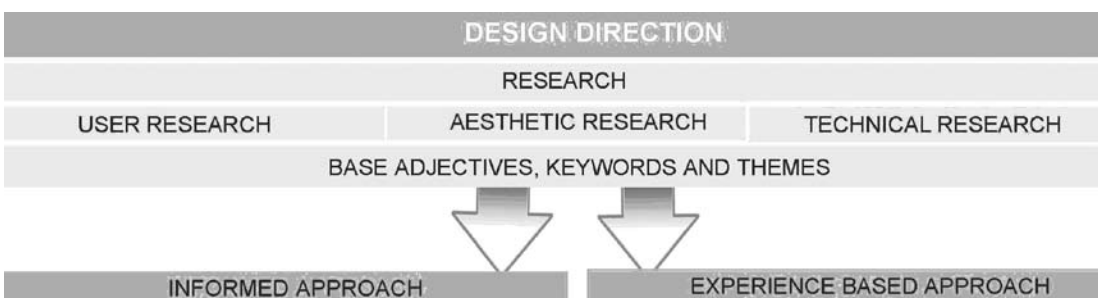 DESIGN DIRECTION
RESEARCH
USER RESEARCH AESTHETIC RESEARCH TECHNICAL RESEARCH
BASE ADJECTIVES, KEYWORDS AND THEMES
INFORMED APPROACH EXPERIENCE BASED APPROACH